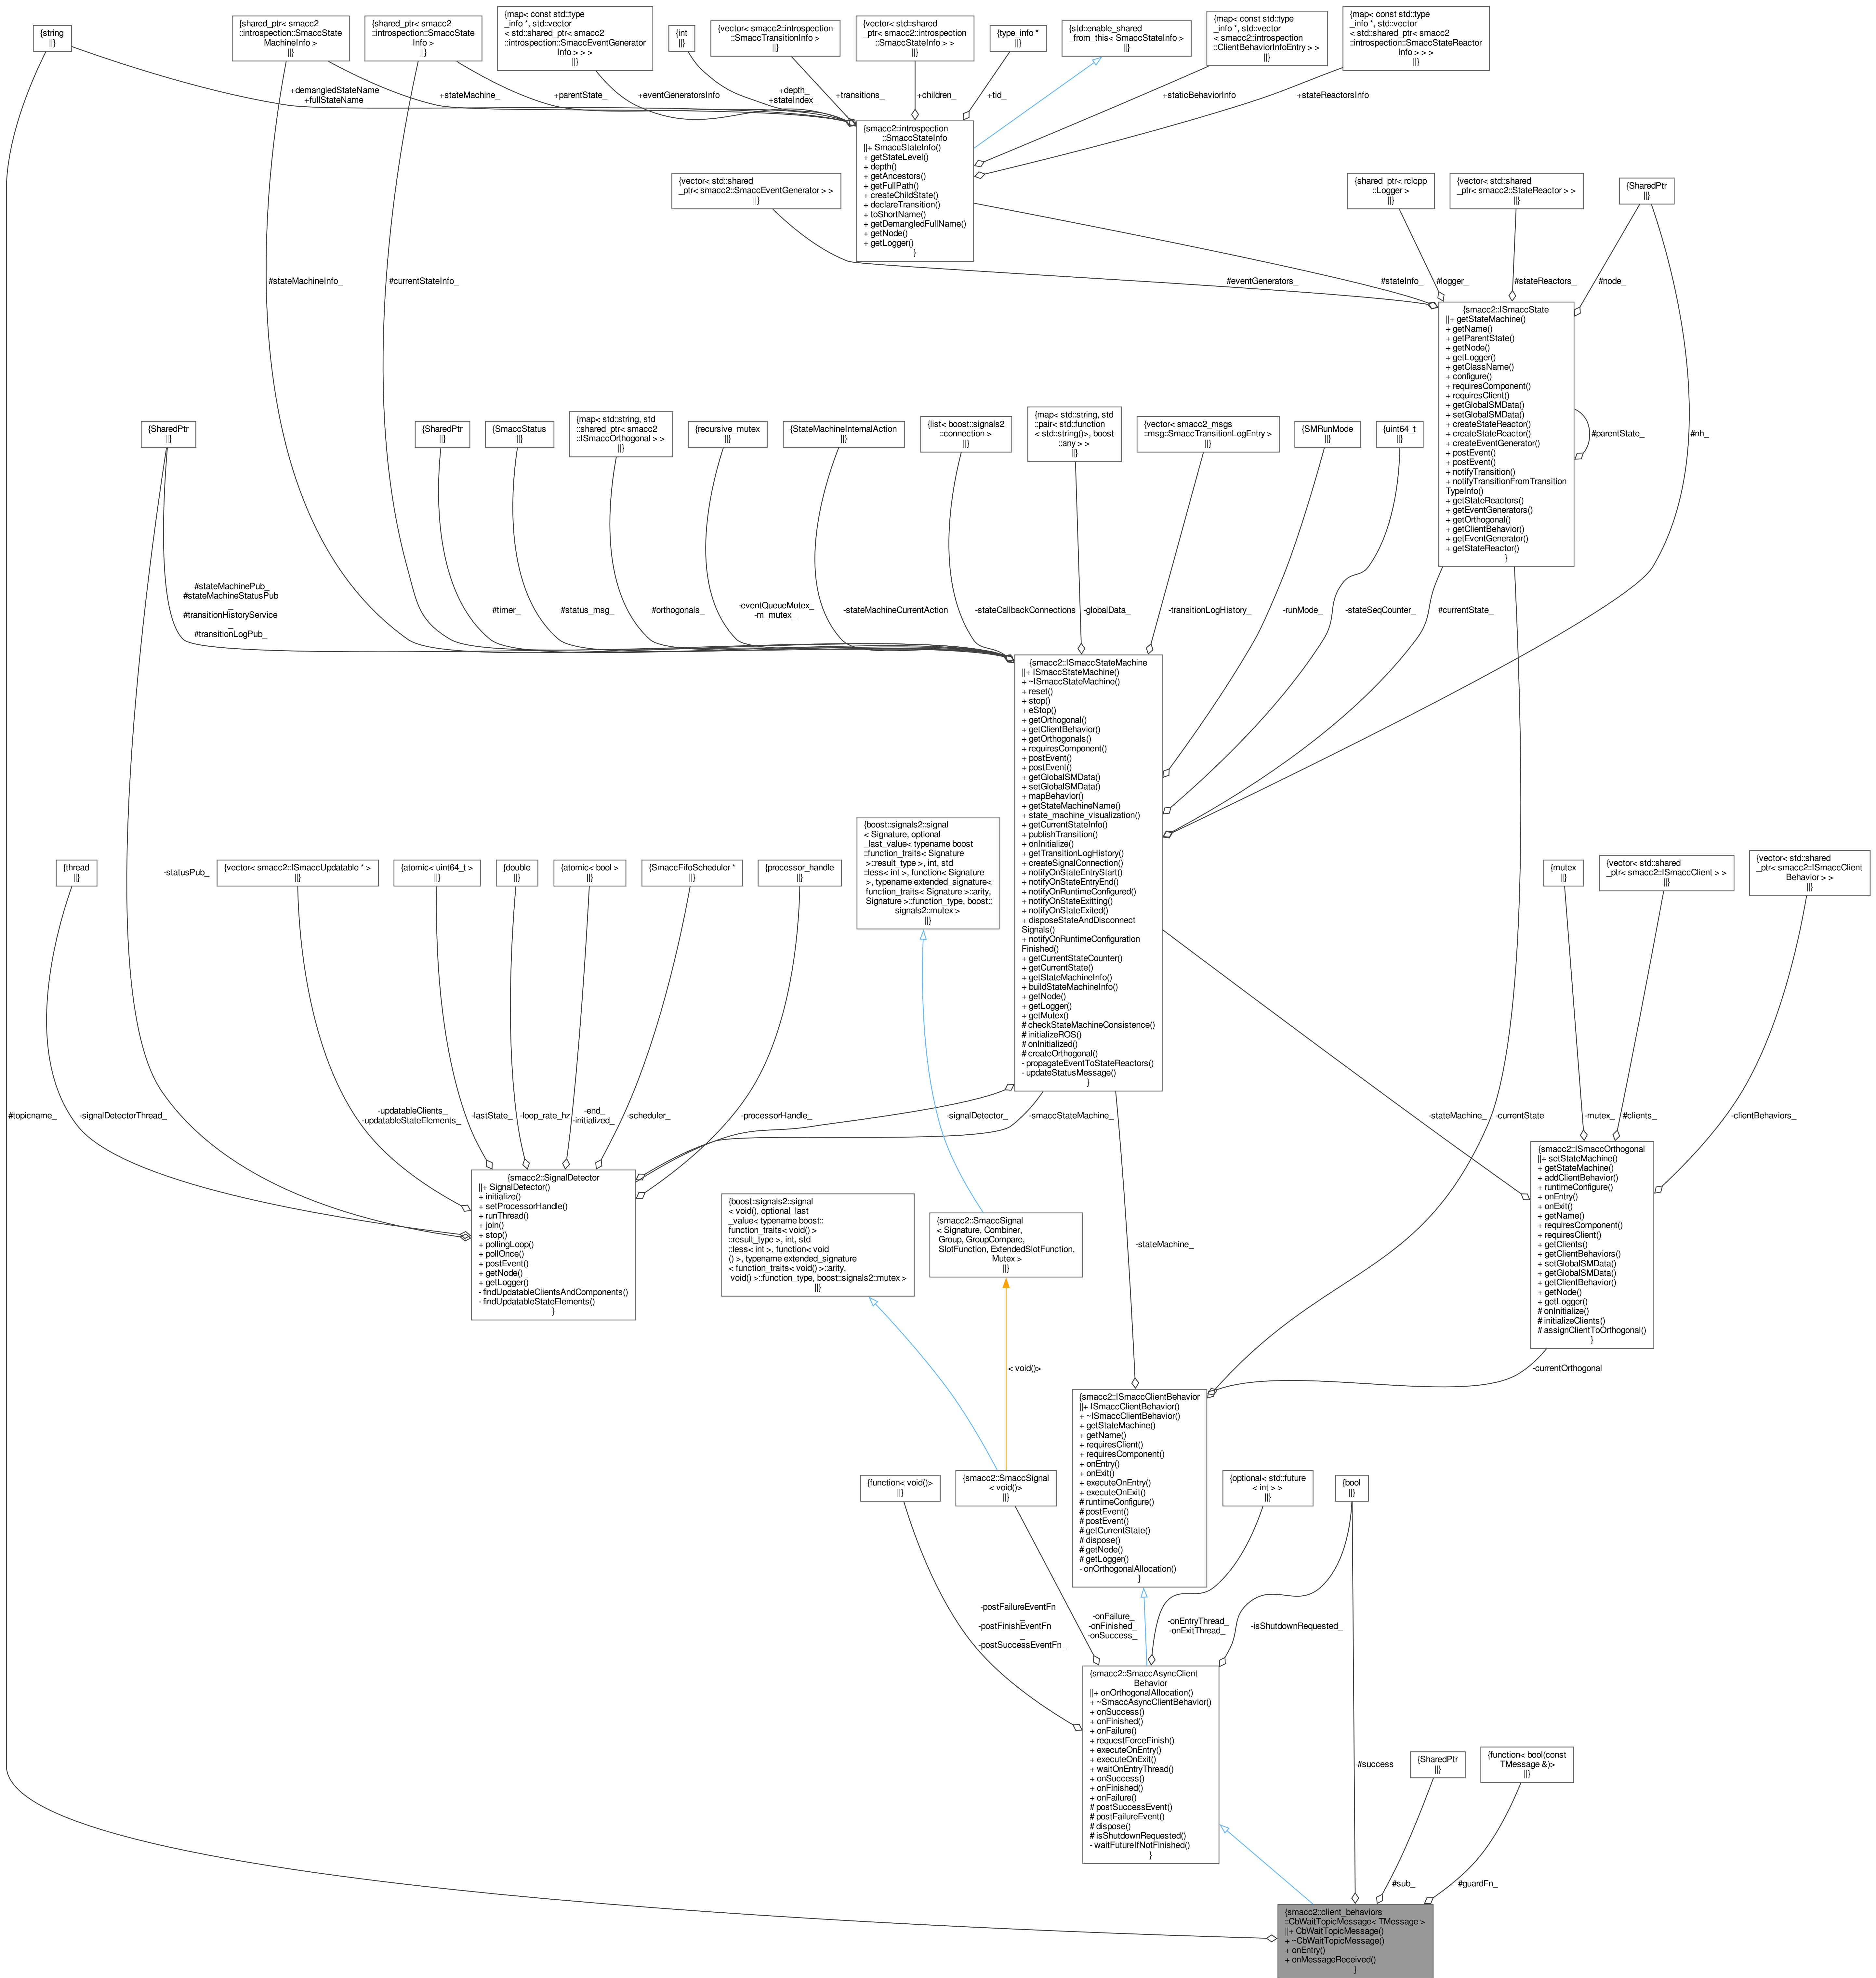 {string
||}
{shared_ptr< smacc2
::introspection::SmaccState
MachineInfo >
||}
{shared_ptr< smacc2
::introspection::SmaccState
Info >
||}
{map< const std::type
_info *, std::vector
< std::shared_ptr< smacc2
::introspection::SmaccEventGenerator
Info > > >
||}
{int
||}
{vector< smacc2::introspection
::SmaccTransitionInfo >
||}
{vector< std::shared
_ptr< smacc2::introspection
::SmaccStateInfo > >
||}
{type_info *
||}
{std::enable_shared
_from_this< SmaccStateInfo >
||}
{map< const std::type
_info *, std::vector
< smacc2::introspection
::ClientBehaviorInfoEntry > >
||}
{map< const std::type
_info *, std::vector
< std::shared_ptr< smacc2
::introspection::SmaccStateReactor
Info > > >
||}
+demangledStateName
+fullStateName
+stateMachine_
+parentState_
+eventGeneratorsInfo
+depth_
+stateIndex_
+transitions_
+children_
+tid_
+staticBehaviorInfo
+stateReactorsInfo
{smacc2::introspection
::SmaccStateInfo
||+ SmaccStateInfo()
+ getStateLevel()
+ depth()
+ getAncestors()
+ getFullPath()
+ createChildState()
+ declareTransition()
+ toShortName()
+ getDemangledFullName()
+ getNode()
+ getLogger()
}
{vector< std::shared
_ptr< smacc2::SmaccEventGenerator > >
||}
{shared_ptr< rclcpp
::Logger >
||}
{vector< std::shared
_ptr< smacc2::StateReactor > >
||}
{SharedPtr
||}
#stateMachineInfo_
#currentStateInfo_
#eventGenerators_
#stateInfo_
#logger_
#stateReactors_
#node_
{smacc2::ISmaccState
||+ getStateMachine()
+ getName()
+ getParentState()
+ getNode()
+ getLogger()
+ getClassName()
+ configure()
+ requiresComponent()
+ requiresClient()
+ getGlobalSMData()
+ setGlobalSMData()
+ createStateReactor()
+ createStateReactor()
+ createEventGenerator()
+ postEvent()
+ postEvent()
+ notifyTransition()
+ notifyTransitionFromTransition
TypeInfo()
+ getStateReactors()
+ getEventGenerators()
+ getOrthogonal()
+ getClientBehavior()
+ getEventGenerator()
+ getStateReactor()
}
#parentState_
#nh_
{SharedPtr
||}
{SharedPtr
||}
{SmaccStatus
||}
{map< std::string, std
::shared_ptr< smacc2
::ISmaccOrthogonal > >
||}
{recursive_mutex
||}
{StateMachineInternalAction
||}
{list< boost::signals2
::connection >
||}
{map< std::string, std
::pair< std::function
< std::string()>, boost
::any > >
||}
{vector< smacc2_msgs
::msg::SmaccTransitionLogEntry >
||}
{SMRunMode
||}
{uint64_t
||}
#stateMachinePub_
#stateMachineStatusPub
_
#transitionHistoryService
_
#transitionLogPub_
#timer_
#status_msg_
#orthogonals_
-eventQueueMutex_
-m_mutex_
-stateMachineCurrentAction
-stateCallbackConnections
-globalData_
-transitionLogHistory_
-runMode_
-stateSeqCounter_
#currentState_
{smacc2::ISmaccStateMachine
||+ ISmaccStateMachine()
+ ~ISmaccStateMachine()
+ reset()
+ stop()
+ eStop()
+ getOrthogonal()
+ getClientBehavior()
+ getOrthogonals()
+ requiresComponent()
+ postEvent()
+ postEvent()
+ getGlobalSMData()
+ setGlobalSMData()
+ mapBehavior()
+ getStateMachineName()
+ state_machine_visualization()
+ getCurrentStateInfo()
+ publishTransition()
+ onInitialize()
+ getTransitionLogHistory()
+ createSignalConnection()
+ notifyOnStateEntryStart()
+ notifyOnStateEntryEnd()
+ notifyOnRuntimeConfigured()
+ notifyOnStateExitting()
+ notifyOnStateExited()
+ disposeStateAndDisconnect
Signals()
+ notifyOnRuntimeConfiguration
Finished()
+ getCurrentStateCounter()
+ getCurrentState()
+ getStateMachineInfo()
+ buildStateMachineInfo()
+ getNode()
+ getLogger()
+ getMutex()
# checkStateMachineConsistence()
# initializeROS()
# onInitialized()
# createOrthogonal()
- propagateEventToStateReactors()
- updateStatusMessage()
}
{boost::signals2::signal
< Signature, optional
_last_value< typename boost
::function_traits< Signature
>::result_type >, int, std
::less< int >, function< Signature
>, typename extended_signature<
function_traits< Signature >::arity,
Signature >::function_type, boost::
signals2::mutex >
||}
{thread
||}
-statusPub_
{vector< smacc2::ISmaccUpdatable * >
||}
{atomic< uint64_t >
||}
{double
||}
{atomic< bool >
||}
{SmaccFifoScheduler *
||}
{processor_handle
||}
{mutex
||}
{vector< std::shared
_ptr< smacc2::ISmaccClient > >
||}
{vector< std::shared
_ptr< smacc2::ISmaccClient
Behavior > >
||}
#topicname_
-signalDetectorThread_
-updatableClients_
-updatableStateElements_
-lastState_
-loop_rate_hz
-end_
-initialized_
-scheduler_
-processorHandle_
-signalDetector_
-smaccStateMachine_
-stateMachine_
-currentState
-mutex_
#clients_
-clientBehaviors_
{smacc2::SignalDetector
||+ SignalDetector()
+ initialize()
+ setProcessorHandle()
+ runThread()
+ join()
+ stop()
+ pollingLoop()
+ pollOnce()
+ postEvent()
+ getNode()
+ getLogger()
- findUpdatableClientsAndComponents()
- findUpdatableStateElements()
}
{smacc2::ISmaccOrthogonal
||+ setStateMachine()
+ getStateMachine()
+ addClientBehavior()
+ runtimeConfigure()
+ onEntry()
+ onExit()
+ getName()
+ requiresComponent()
+ requiresClient()
+ getClients()
+ getClientBehaviors()
+ setGlobalSMData()
+ getGlobalSMData()
+ getClientBehavior()
+ getNode()
+ getLogger()
# onInitialize()
# initializeClients()
# assignClientToOrthogonal()
}
{boost::signals2::signal
< void(), optional_last
_value< typename boost::
function_traits< void() >
::result_type >, int, std
::less< int >, function< void
() >, typename extended_signature
< function_traits< void() >::arity,
void() >::function_type, boost::signals2::mutex >
||}
{smacc2::SmaccSignal
< Signature, Combiner,
Group, GroupCompare,
SlotFunction, ExtendedSlotFunction,
Mutex >
||}
-stateMachine_
< void()>
-currentOrthogonal
{smacc2::ISmaccClientBehavior
||+ ISmaccClientBehavior()
+ ~ISmaccClientBehavior()
+ getStateMachine()
+ getName()
+ requiresClient()
+ requiresComponent()
+ onEntry()
+ onExit()
+ executeOnEntry()
+ executeOnExit()
# runtimeConfigure()
# postEvent()
# postEvent()
# getCurrentState()
# dispose()
# getNode()
# getLogger()
- onOrthogonalAllocation()
}
{function< void()>
||}
{smacc2::SmaccSignal
< void()>
||}
{optional< std::future
< int > >
||}
{bool
||}
-postFailureEventFn
_
-postFinishEventFn
_
-postSuccessEventFn_
-onFailure_
-onFinished_
-onSuccess_
-onEntryThread_
-onExitThread_
-isShutdownRequested_
{smacc2::SmaccAsyncClient
Behavior
||+ onOrthogonalAllocation()
+ ~SmaccAsyncClientBehavior()
+ onSuccess()
+ onFinished()
+ onFailure()
+ requestForceFinish()
+ executeOnEntry()
+ executeOnExit()
+ waitOnEntryThread()
+ onSuccess()
+ onFinished()
+ onFailure()
# postSuccessEvent()
# postFailureEvent()
# dispose()
# isShutdownRequested()
- waitFutureIfNotFinished()
}
#success
{SharedPtr
||}
{function< bool(const
TMessage &)>
||}
#sub_
#guardFn_
{smacc2::client_behaviors
::CbWaitTopicMessage< TMessage >
||+ CbWaitTopicMessage()
+ ~CbWaitTopicMessage()
+ onEntry()
+ onMessageReceived()
}